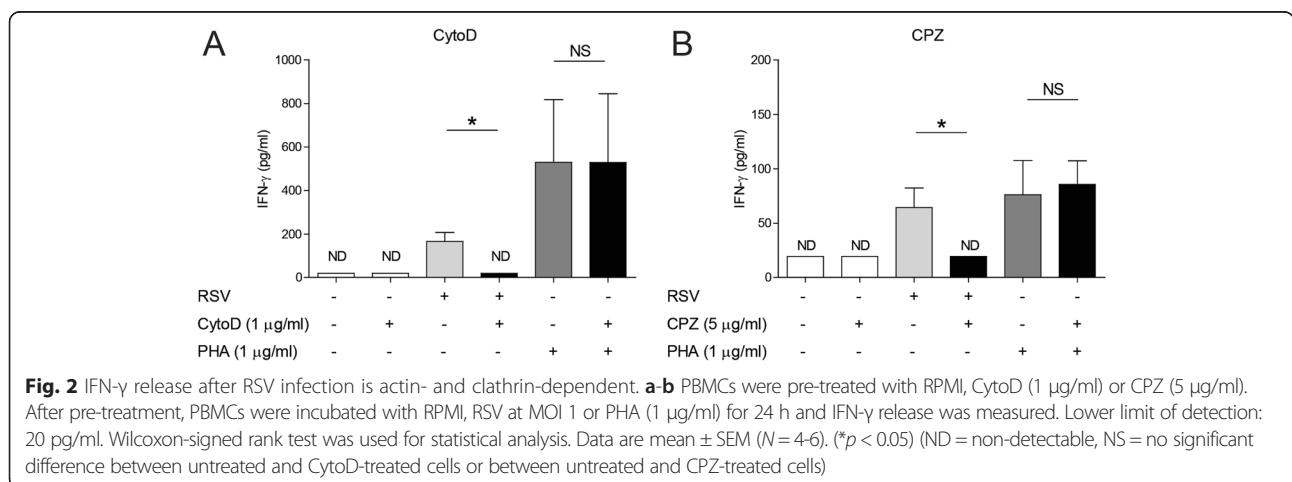 A
CytoD
IFN-γ (pg/ml)
1000
800
600
400
200
0
ND
ND
*
ND
NS
RSV - - + + - -
CytoD (1 μg/ml) - + - + - +
PHA (1 μg/ml) - - - - + +
B
CPZ
IFN-γ (pg/ml)
200
150
100
50
0
ND
ND
*
ND
NS
RSV - - + + - -
CPZ (5 μg/ml) - + - + - +
PHA (1 μg/ml) - - - - + +
Fig. 2 IFN-γ release after RSV infection is actin- and clathrin-dependent. a-b PBMCs were pre-treated with RPMI, CytoD (1 μg/ml) or CPZ (5 μg/ml).
After pre-treatment, PBMCs were incubated with RPMI, RSV at MOI 1 or PHA (1 μg/ml) for 24 h and IFN-γ release was measured. Lower limit of detection:
20 pg/ml. Wilcoxon-signed rank test was used for statistical analysis. Data are mean ± SEM (N = 4-6). (*p < 0.05) (ND = non-detectable, NS = no significant
difference between untreated and CytoD-treated cells or between untreated and CPZ-treated cells)